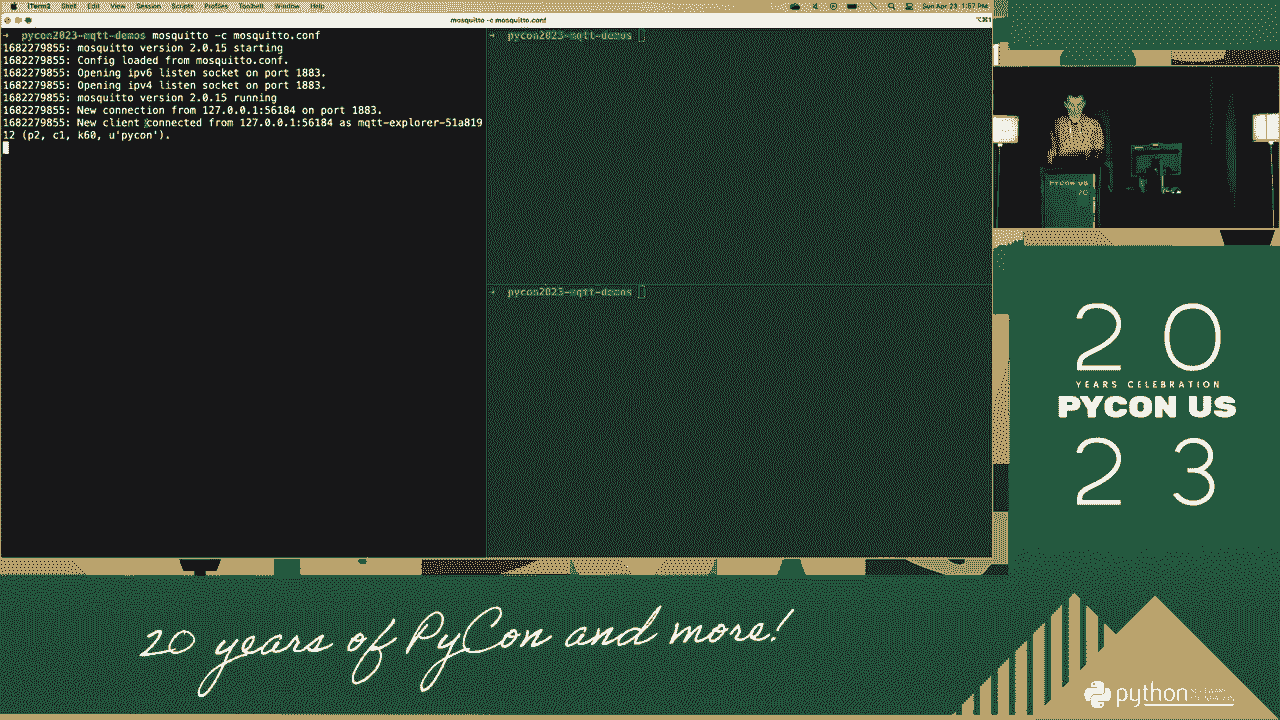 iTerm2 Shell Edit View Session Scripts Profiles Toolbelt Window Help Sun Apr 23 1:57 PM
mosquitto -c mosquitto.conf ⌥⌘1
→ pycon2023-mqtt-demos mosquitto -c mosquitto.conf
1682279855: mosquitto version 2.0.15 starting
1682279855: Config loaded from mosquitto.conf.
1682279855: Opening ipv6 listen socket on port 1883.
1682279855: Opening ipv4 listen socket on port 1883.
1682279855: mosquitto version 2.0.15 running
1682279855: New connection from 127.0.0.1:56184 on port 1883.
1682279855: New client connected from 127.0.0.1:56184 as mqtt-explorer-51a819
12 (p2, c1, k60, u'pycon').
→ pycon2023-mqtt-demos
→ pycon2023-mqtt-demos
PYCON US
20
20
YEARS CELEBRATION
PYCON US
23
20 years of PyCon and more!
python